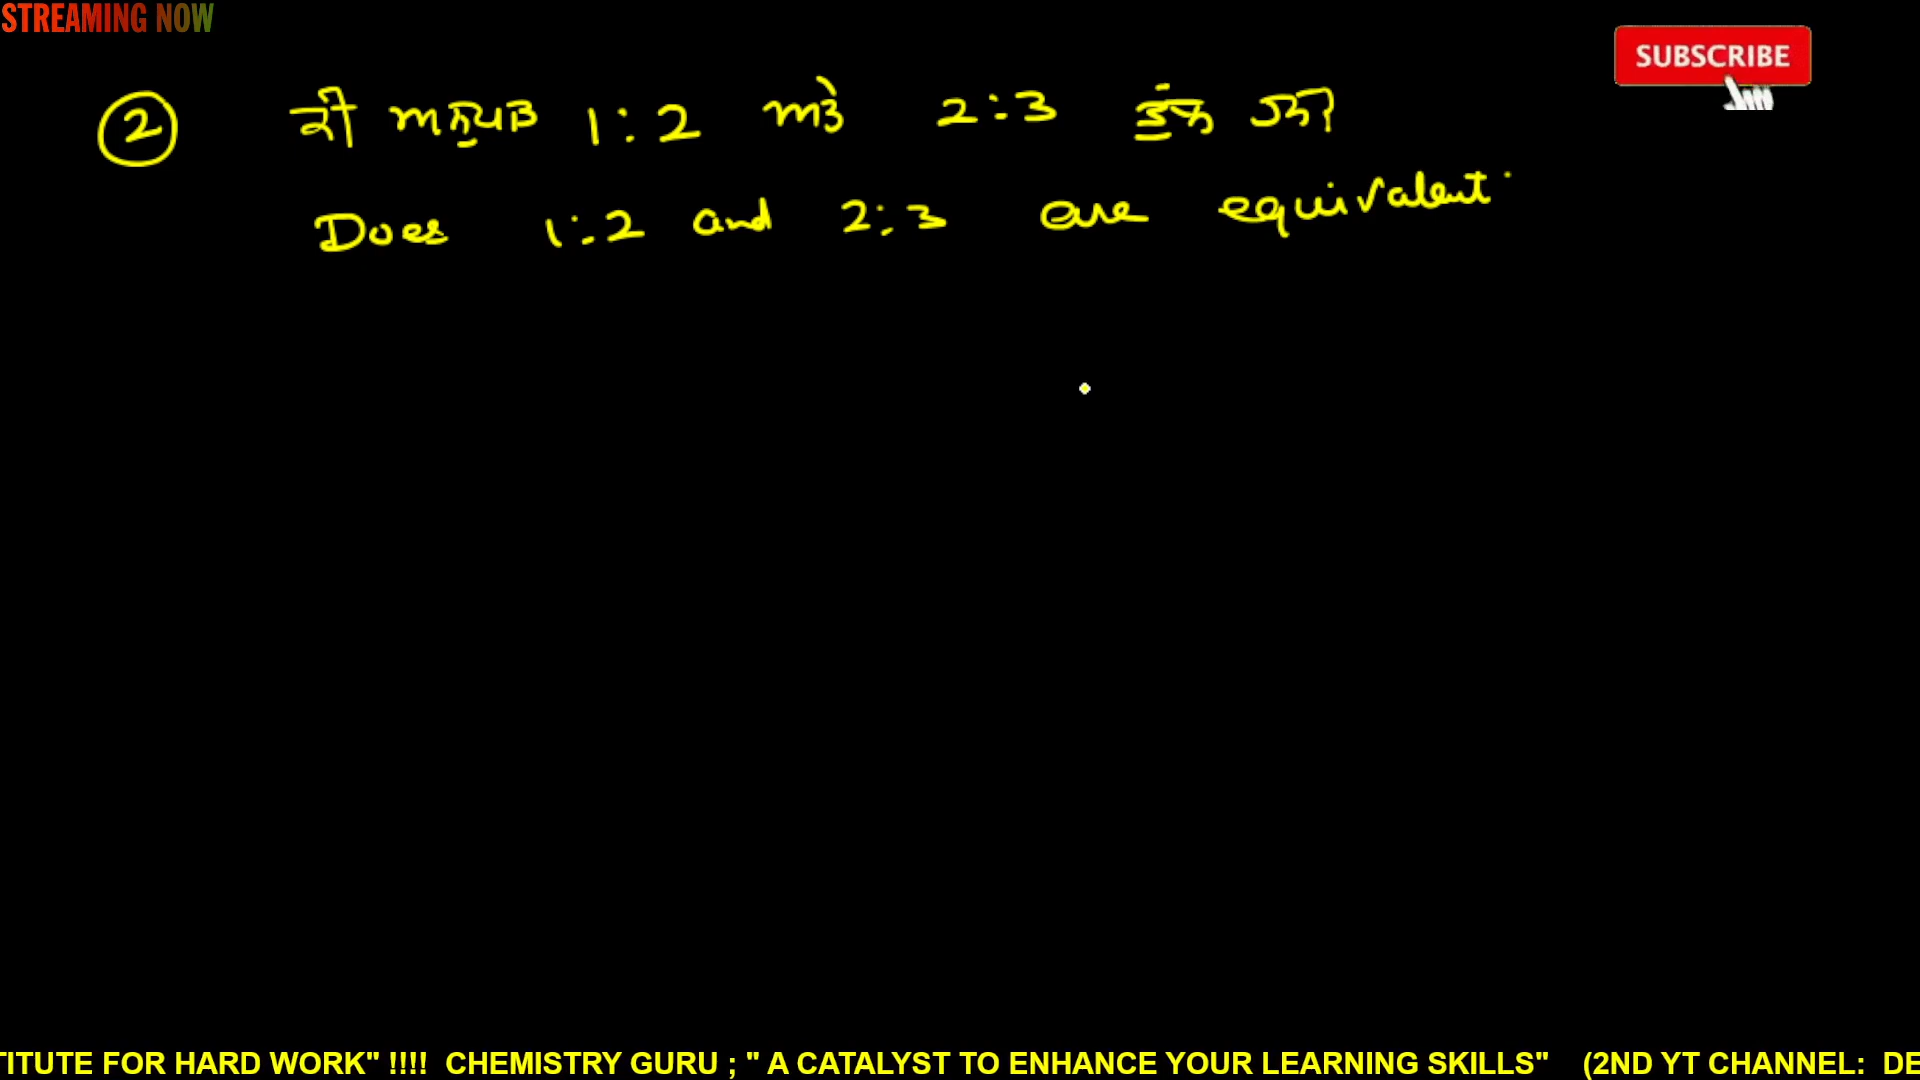 STREAMING NOW
SUBSCRIBE
2 ਕੀ ਅਨੁਪਾਤ 1:2 ਅਤੇ 2:3 ਤੁੱਲ ਹਨ?
Does 1:2 and 2:3 are equivalent.
TITUTE FOR HARD WORK" !!!! CHEMISTRY GURU ; " A CATALYST TO ENHANCE YOUR LEARNING SKILLS" (2ND YT CHANNEL: DE